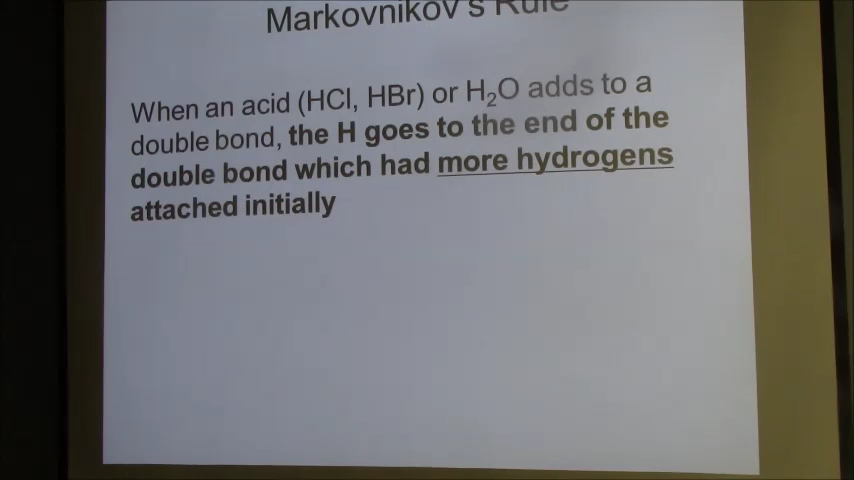 Markovnikov's Rule
When an acid (HCl, HBr) or H₂O adds to a
double bond, the H goes to the end of the
double bond which had more hydrogens
attached initially